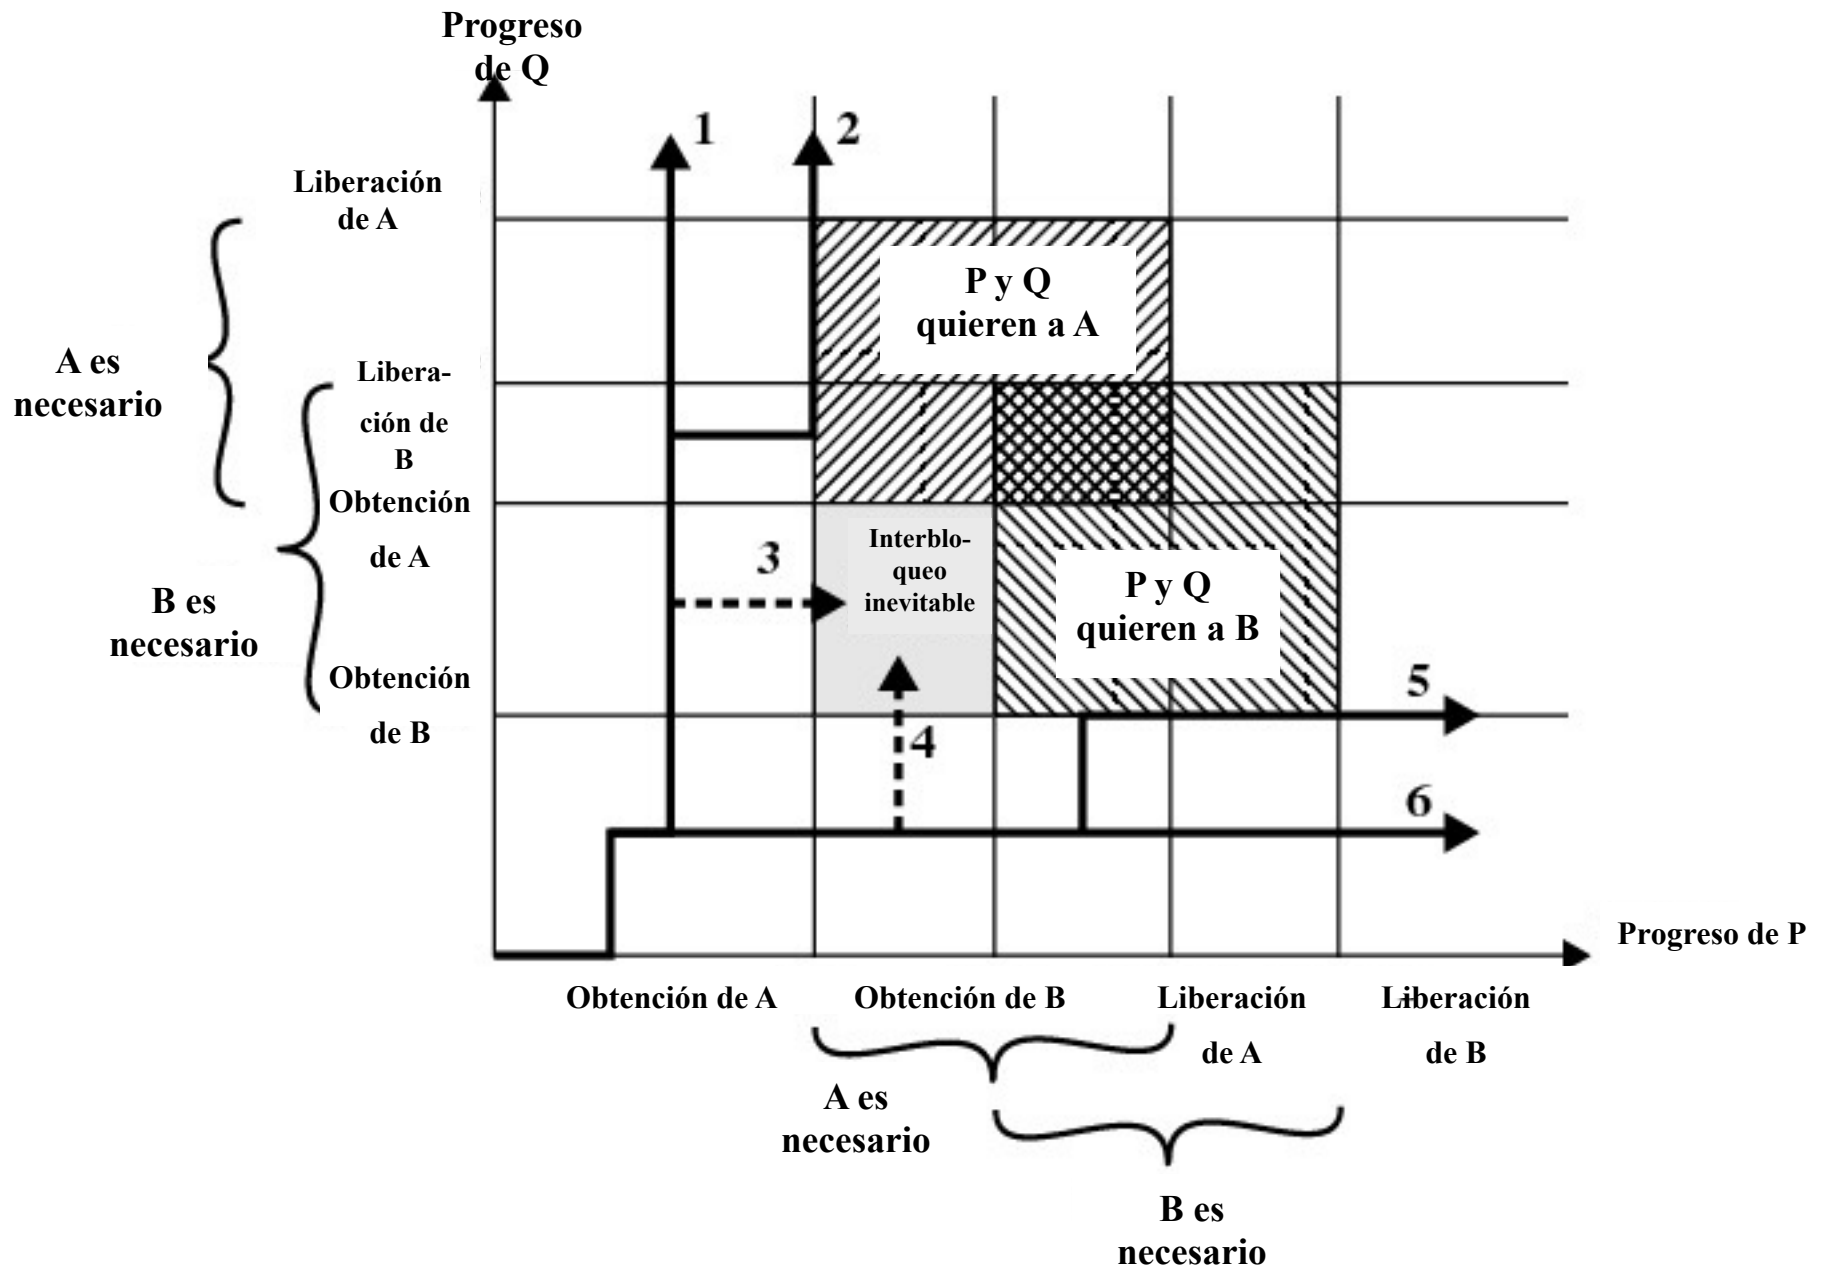 Progreso
de Q
1
2
Liberación
de A
P y Q
quieren a A
A es
necesario
Libera-
ción de
B
Obtención
de A
3
Interblo-
queo
inevitable
P y Q
quieren a B
B es
necesario
Obtención
de B
4
5
6
Progreso de P
Obtención de A
Obtención de B
Liberación
de A
Liberación
de B
A es
necesario
B es
necesario